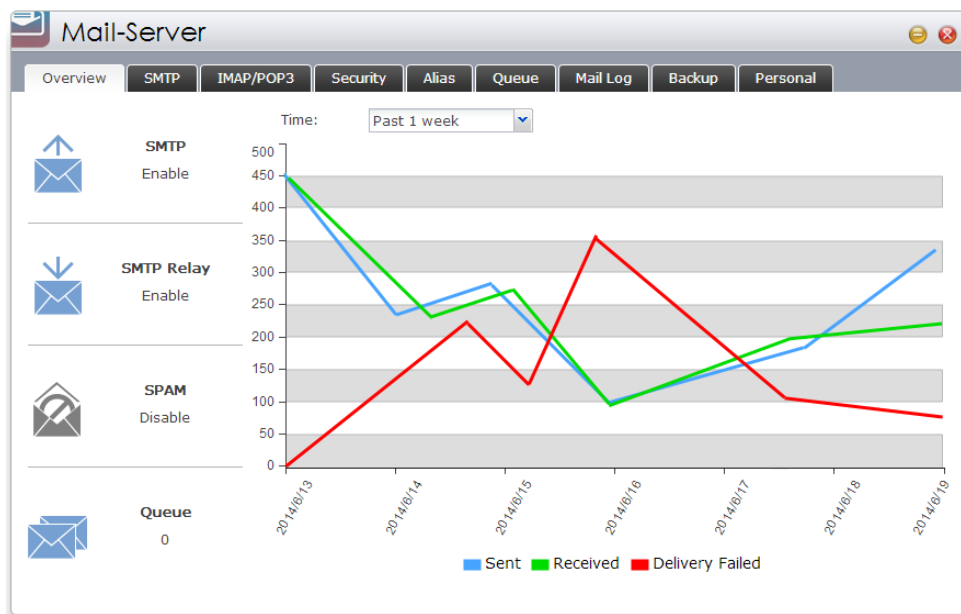 Mail-Server
Overview SMTP IMAP/POP3 Security Alias Queue Mail Log Backup Personal
SMTP
Enable
SMTP Relay
Enable
SPAM
Disable
Queue
0
Time: Past 1 week
500
450
400
350
300
250
200
150
100
50
0
2014/6/13 2014/6/14 2014/6/15 2014/6/16 2014/6/17 2014/6/18 2014/6/19
Sent Received Delivery Failed